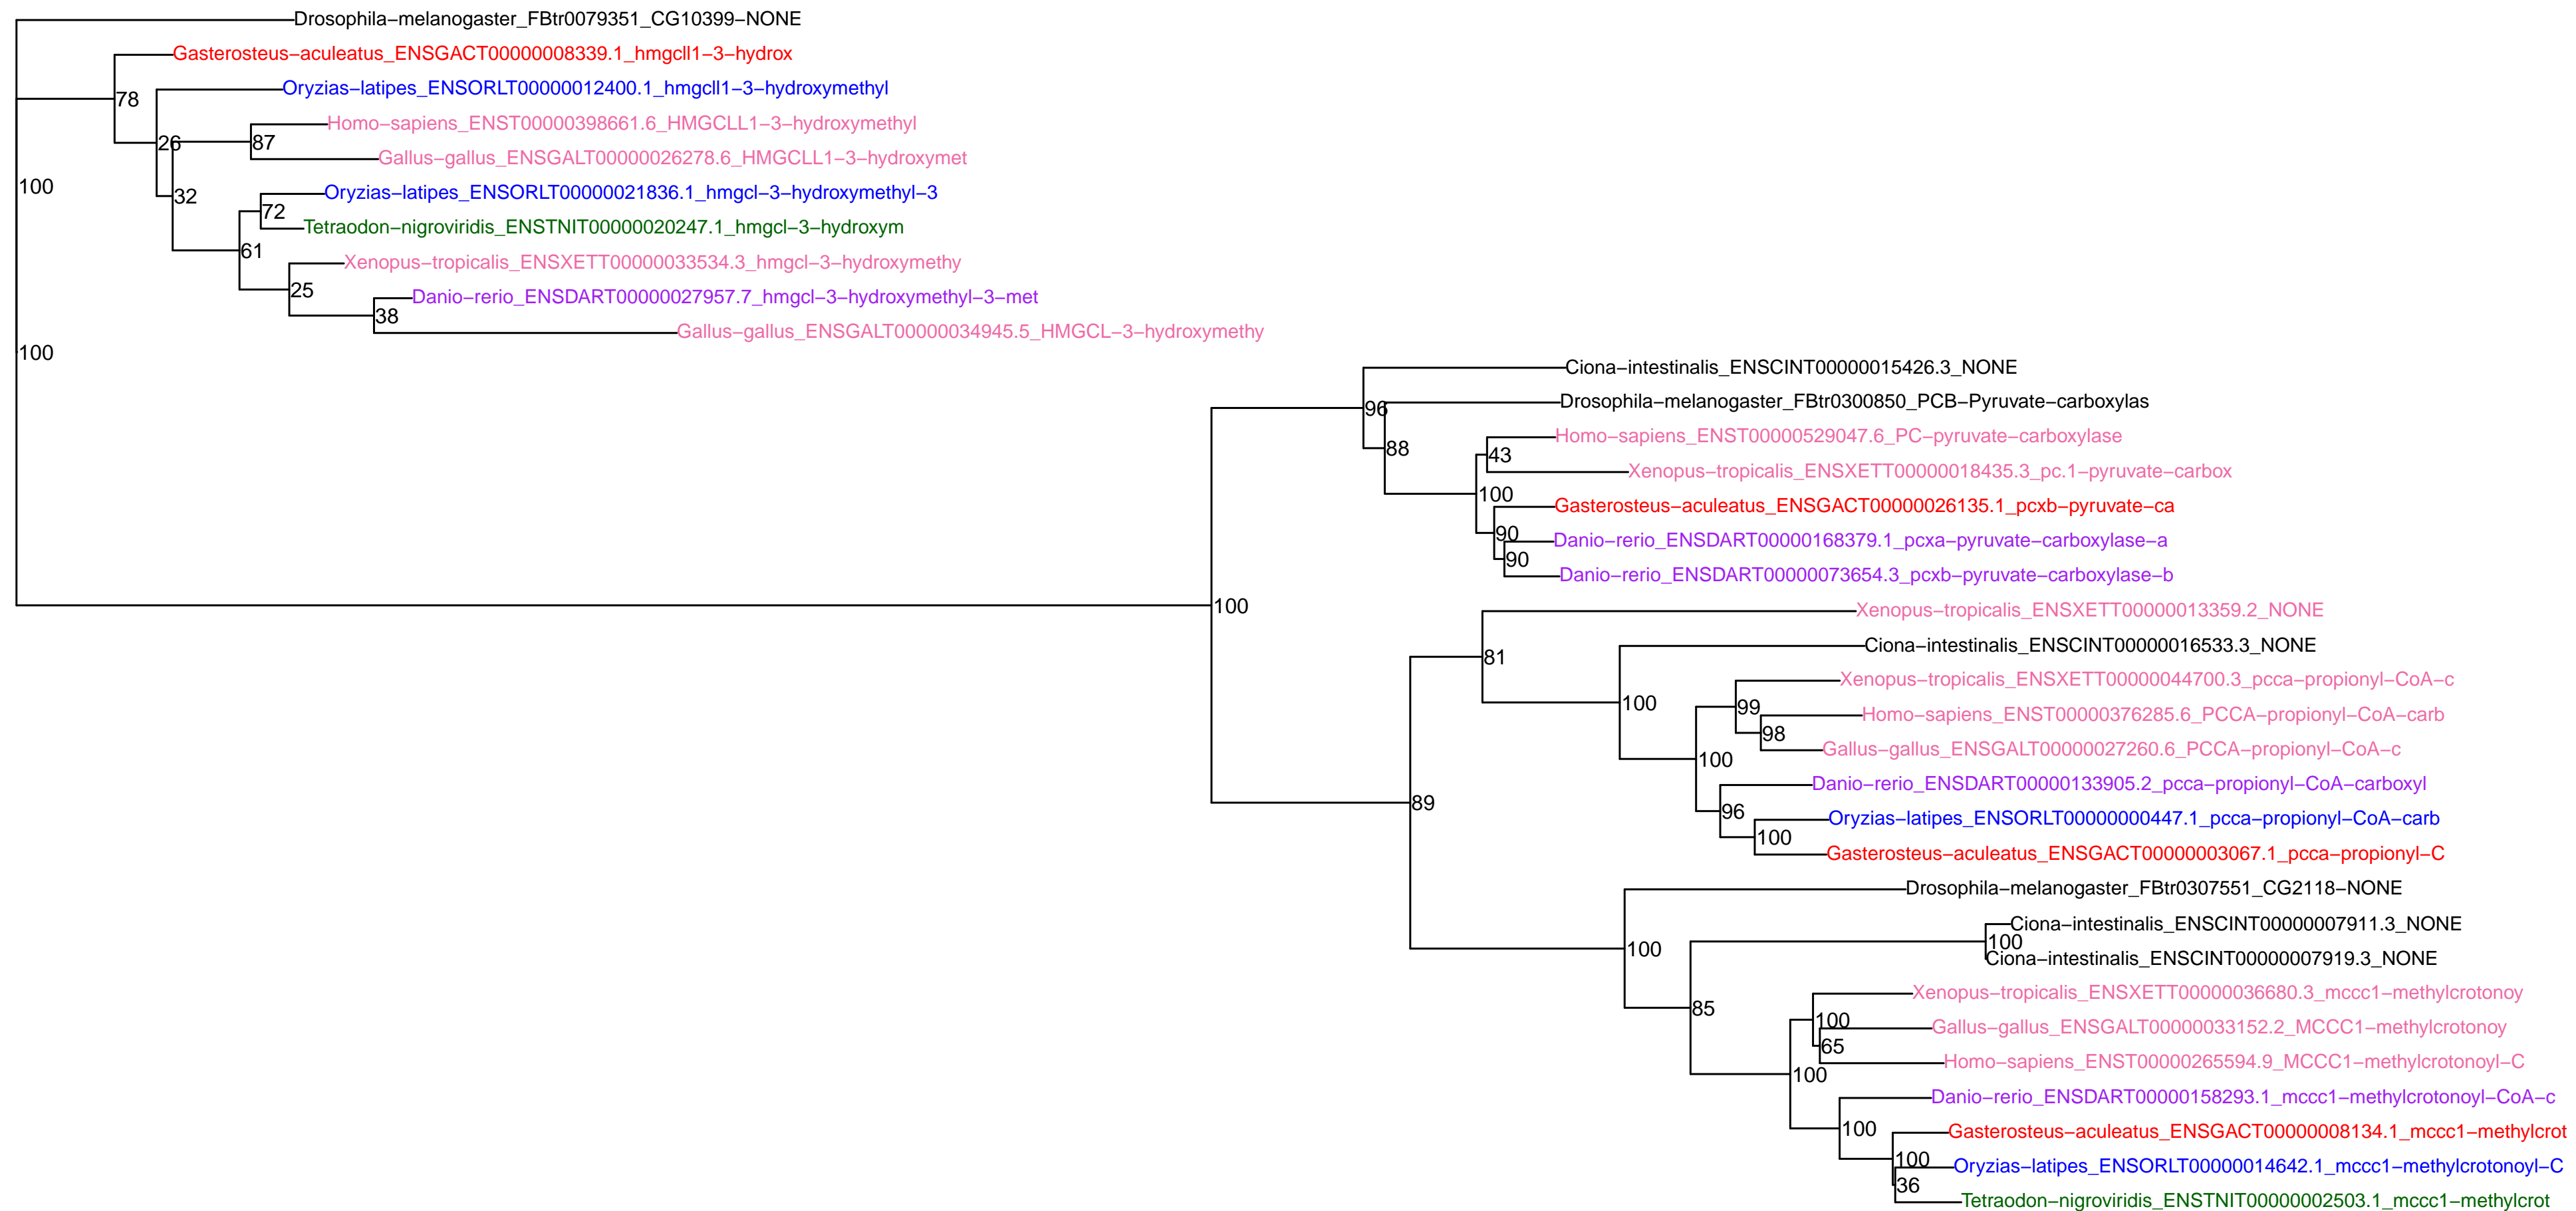 Drosophila−melanogaster_FBtr0079351_CG10399−NONE
Gasterosteus−aculeatus_ENSGACT00000008339.1_hmgcll1−3−hydrox
Oryzias−latipes_ENSORLT00000012400.1_hmgcll1−3−hydroxymethyl
78
Homo−sapiens_ENST00000398661.6_HMGCLL1−3−hydroxymethyl
26
87
Gallus−gallus_ENSGALT00000026278.6_HMGCLL1−3−hydroxymet
100
Oryzias−latipes_ENSORLT00000021836.1_hmgcl−3−hydroxymethyl−3
32
72
Tetraodon−nigroviridis_ENSTNIT00000020247.1_hmgcl−3−hydroxym
61
Xenopus−tropicalis_ENSXETT00000033534.3_hmgcl−3−hydroxymethy
25
Danio−rerio_ENSDART00000027957.7_hmgcl−3−hydroxymethyl−3−met
38
Gallus−gallus_ENSGALT00000034945.5_HMGCL−3−hydroxymethy
100
Ciona−intestinalis_ENSCINT00000015426.3_NONE
Drosophila−melanogaster_FBtr0300850_PCB−Pyruvate−carboxylas
96
Homo−sapiens_ENST00000529047.6_PC−pyruvate−carboxylase
88
43
Xenopus−tropicalis_ENSXETT00000018435.3_pc.1−pyruvate−carbox
100
Gasterosteus−aculeatus_ENSGACT00000026135.1_pcxb−pyruvate−ca
90
Danio−rerio_ENSDART00000168379.1_pcxa−pyruvate−carboxylase−a
90
Danio−rerio_ENSDART00000073654.3_pcxb−pyruvate−carboxylase−b
100
Xenopus−tropicalis_ENSXETT00000013359.2_NONE
Ciona−intestinalis_ENSCINT00000016533.3_NONE
81
Xenopus−tropicalis_ENSXETT00000044700.3_pcca−propionyl−CoA−c
100
99
Homo−sapiens_ENST00000376285.6_PCCA−propionyl−CoA−carb
98
Gallus−gallus_ENSGALT00000027260.6_PCCA−propionyl−CoA−c
100
Danio−rerio_ENSDART00000133905.2_pcca−propionyl−CoA−carboxyl
89
96
Oryzias−latipes_ENSORLT00000000447.1_pcca−propionyl−CoA−carb
100
Gasterosteus−aculeatus_ENSGACT00000003067.1_pcca−propionyl−C
Drosophila−melanogaster_FBtr0307551_CG2118−NONE
Ciona−intestinalis_ENSCINT00000007911.3_NONE
100
100
Ciona−intestinalis_ENSCINT00000007919.3_NONE
Xenopus−tropicalis_ENSXETT00000036680.3_mccc1−methylcrotonoy
85
100
Gallus−gallus_ENSGALT00000033152.2_MCCC1−methylcrotonoy
65
Homo−sapiens_ENST00000265594.9_MCCC1−methylcrotonoyl−C
100
Danio−rerio_ENSDART00000158293.1_mccc1−methylcrotonoyl−CoA−c
100
Gasterosteus−aculeatus_ENSGACT00000008134.1_mccc1−methylcrot
100
Oryzias−latipes_ENSORLT00000014642.1_mccc1−methylcrotonoyl−C
36
Tetraodon−nigroviridis_ENSTNIT00000002503.1_mccc1−methylcrot